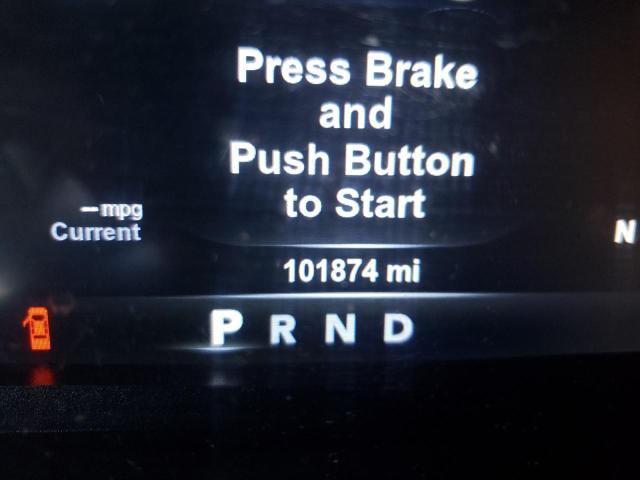 Press Brake
and
Push Button
to Start
--mpg
Current
N
101874 mi
P R N D